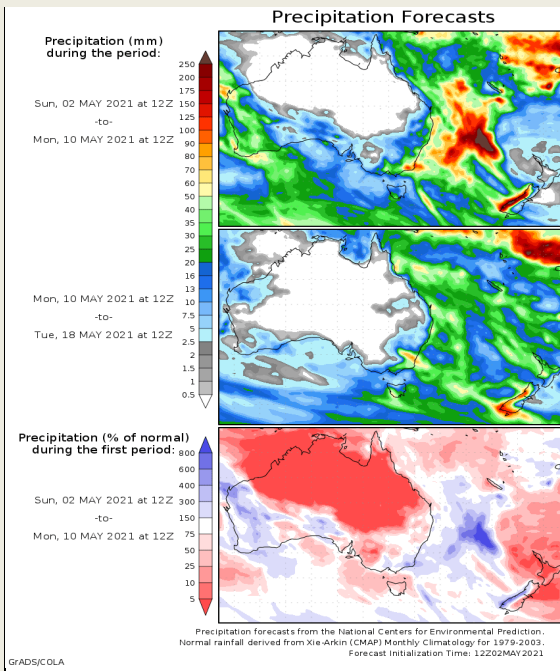 Precipitation Forecasts
Precipitation (mm)
during the period:
Sun, 02 MAY 2021 at 12Z
-to-
Mon, 10 MAY 2021 at 12Z
250
200
175
150
125
100
90
80
70
60
50
40
35
30
25
20
16
13
10
7.5
5
2.5
2
1.5
1
0.5
Mon, 10 MAY 2021 at 12Z
-to-
Tue, 18 MAY 2021 at 12Z
Precipitation (% of normal)
during the first period:
Sun, 02 MAY 2021 at 12Z
-to-
Mon, 10 MAY 2021 at 12Z
800
600
400
300
150
75
50
25
10
5
Precipitation forecasts from the National Centers for Environmental Prediction.
Normal rainfall derived from Xie-Arkin (CMAP) Monthly Climatology for 1979-2003.
Forecast Initialization Time: 12Z02MAY2021
GrADS/COLA